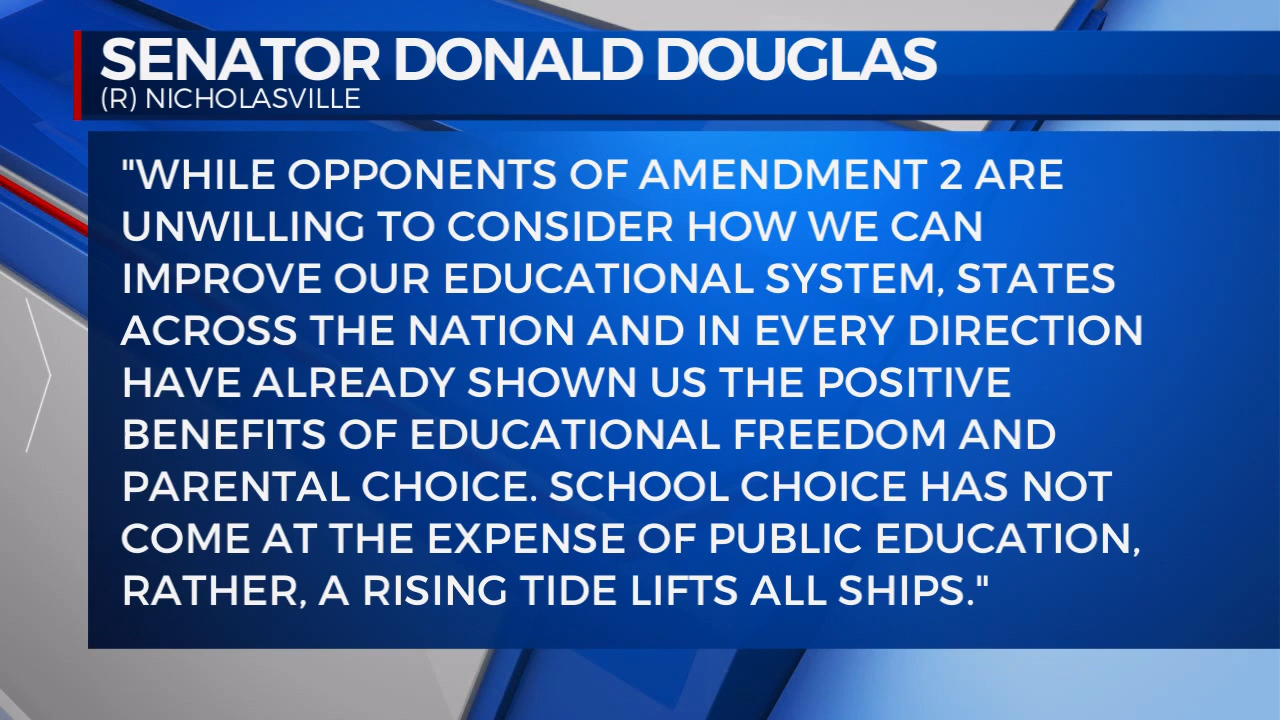 SENATOR DONALD DOUGLAS
(R) NICHOLASVILLE
"WHILE OPPONENTS OF AMENDMENT 2 ARE
UNWILLING TO CONSIDER HOW WE CAN
IMPROVE OUR EDUCATIONAL SYSTEM, STATES
ACROSS THE NATION AND IN EVERY DIRECTION
HAVE ALREADY SHOWN US THE POSITIVE
BENEFITS OF EDUCATIONAL FREEDOM AND
PARENTAL CHOICE. SCHOOL CHOICE HAS NOT
COME AT THE EXPENSE OF PUBLIC EDUCATION,
RATHER, A RISING TIDE LIFTS ALL SHIPS."